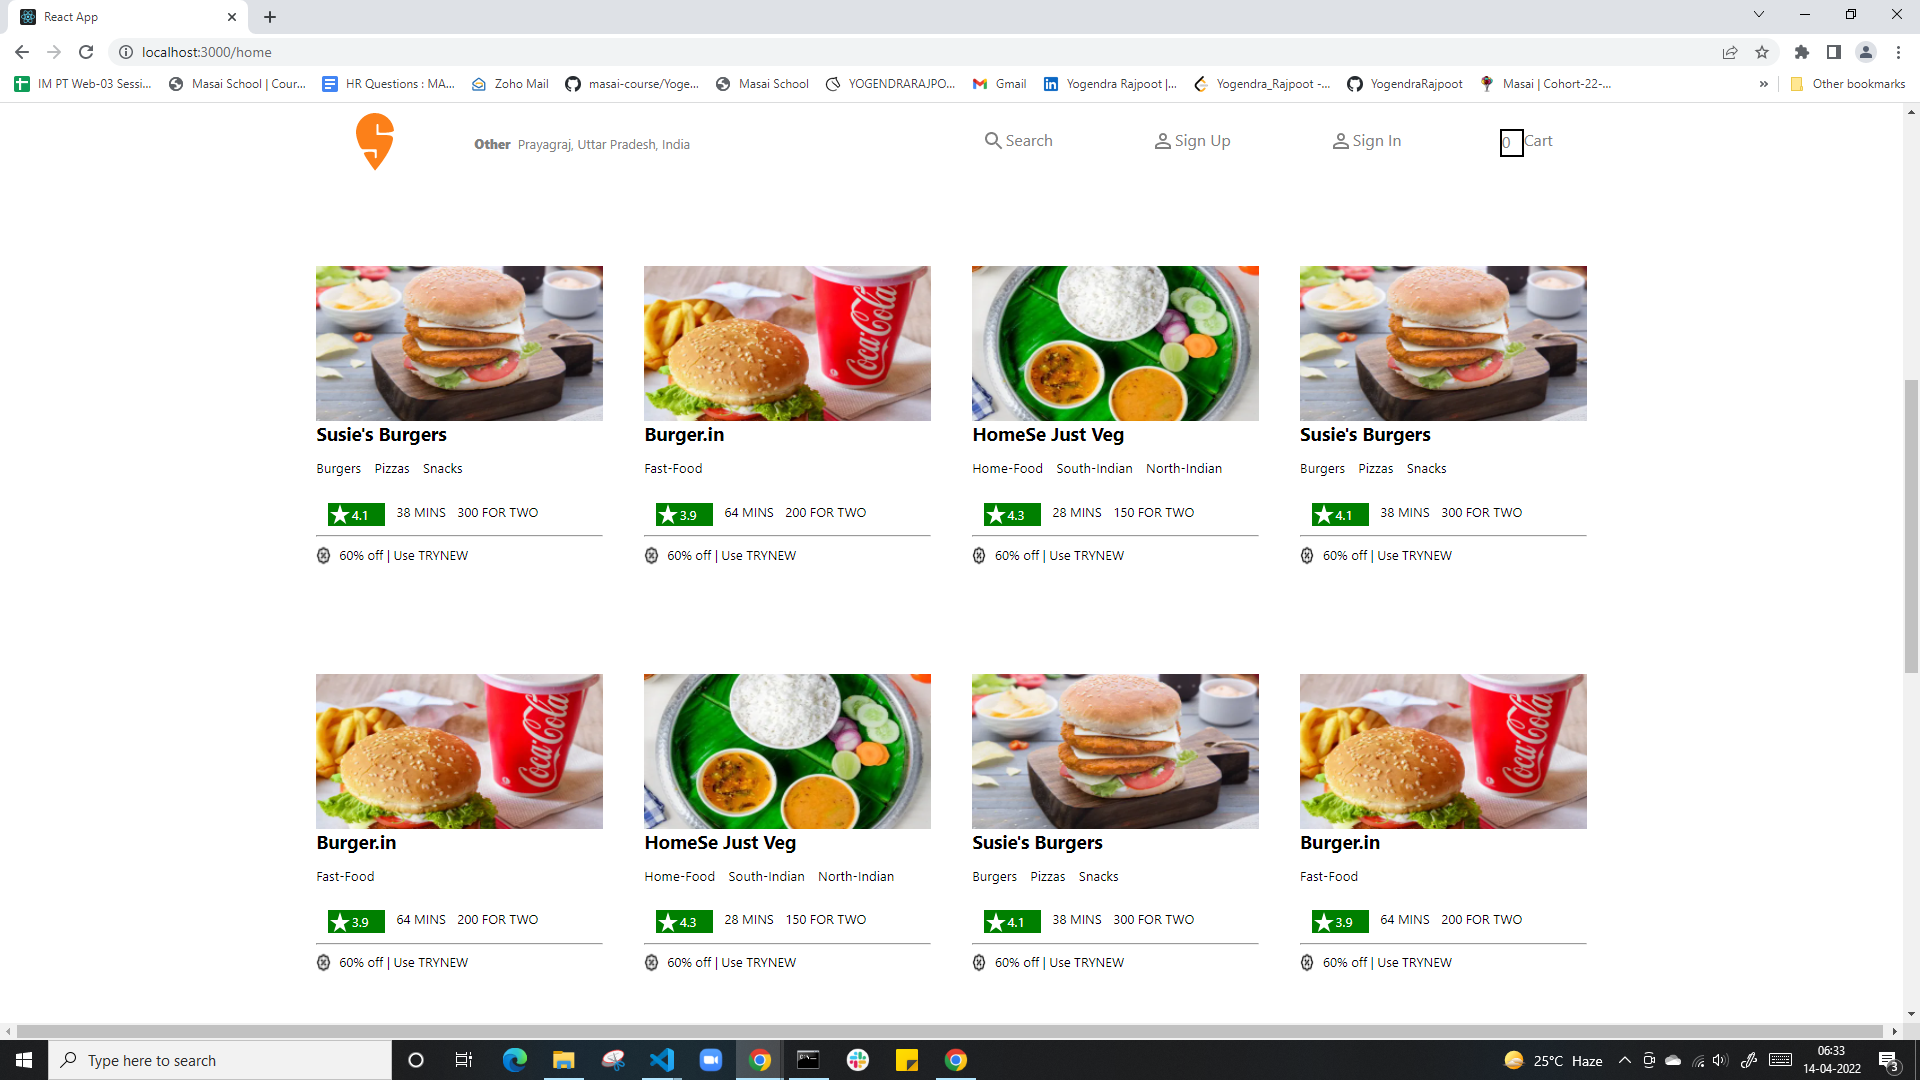 React App
localhost:3000/home
IM PT Web-03 Sessi... Masai School | Cour... HR Questions : MA... Zoho Mail masai-course/Yoge... Masai School YOGENDRARAJPO... Gmail Yogendra Rajpoot |... Yogendra_Rajpoot -... YogendraRajpoot Masai | Cohort-22-... » Other bookmarks
Other Prayagraj, Uttar Pradesh, India Search Sign Up Sign In 0 Cart
Coca-Cola
Susie's Burgers Burger.in HomeSe Just Veg Susie's Burgers
Burgers Pizzas Snacks Fast-Food Home-Food South-Indian North-Indian Burgers Pizzas Snacks
4.1 38 MINS 300 FOR TWO 3.9 64 MINS 200 FOR TWO 4.3 28 MINS 150 FOR TWO 4.1 38 MINS 300 FOR TWO
60% off | Use TRYNEW 60% off | Use TRYNEW 60% off | Use TRYNEW 60% off | Use TRYNEW
Coca-Cola Coca-Cola
Burger.in HomeSe Just Veg Susie's Burgers Burger.in
Fast-Food Home-Food South-Indian North-Indian Burgers Pizzas Snacks Fast-Food
3.9 64 MINS 200 FOR TWO 4.3 28 MINS 150 FOR TWO 4.1 38 MINS 300 FOR TWO 3.9 64 MINS 200 FOR TWO
60% off | Use TRYNEW 60% off | Use TRYNEW 60% off | Use TRYNEW 60% off | Use TRYNEW
Type here to search 25°C Haze 06:33
14-04-2022 3